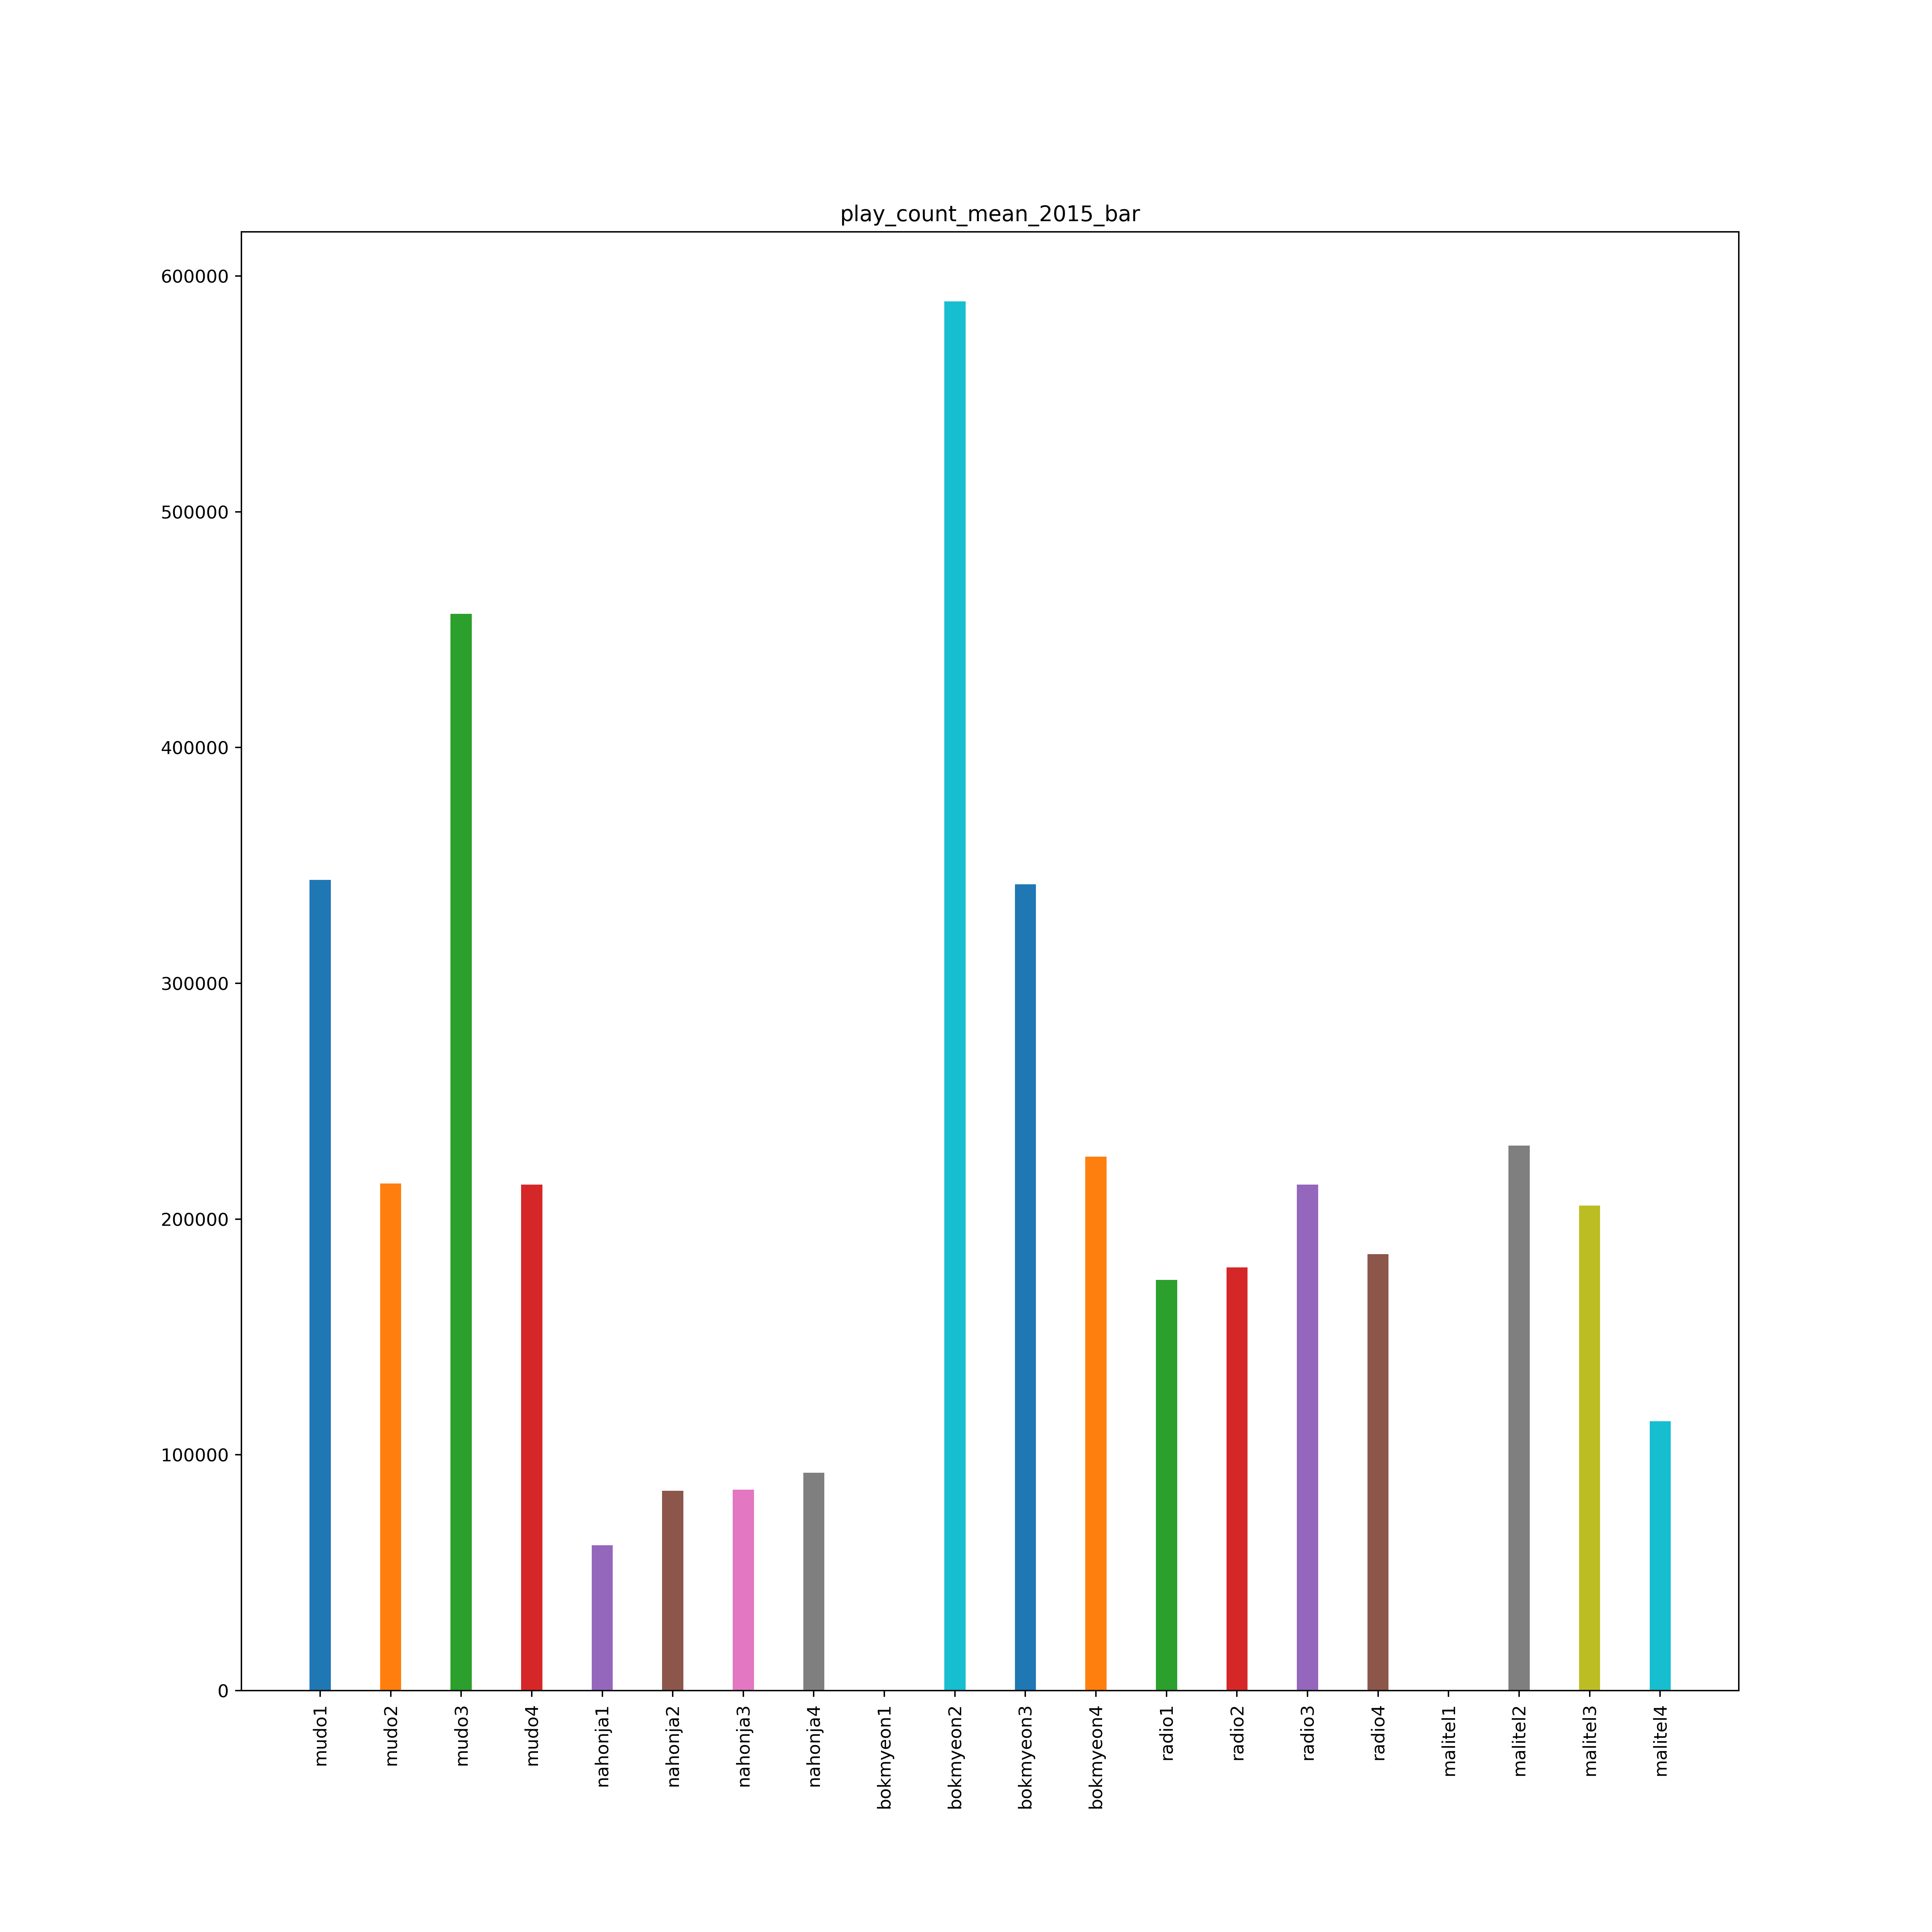 play_count_mean_2015_bar
600000
500000
400000
300000
200000
100000
0
mudo1
mudo2
mudo3
mudo4
nahonja1
nahonja2
nahonja3
nahonja4
bokmyeon1
bokmyeon2
bokmyeon3
bokmyeon4
radio1
radio2
radio3
radio4
malitel1
malitel2
malitel3
malitel4